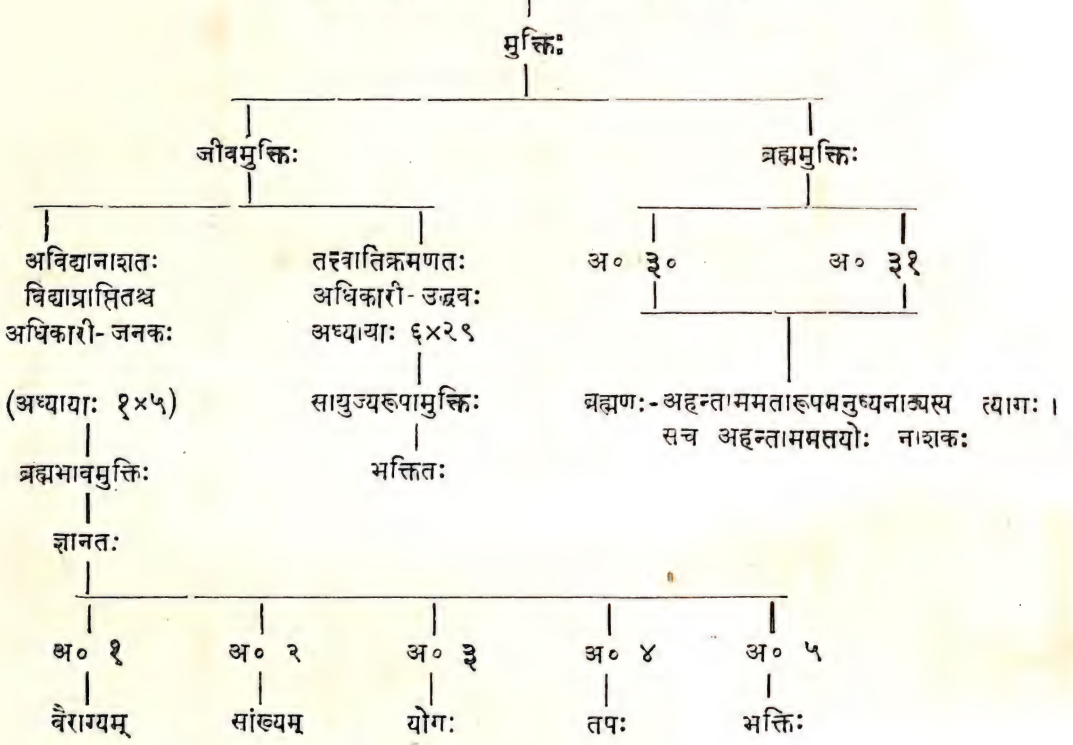 मुक्तिः
जीवमुक्तिः ब्रह्ममुक्तिः
अविद्यानाशतः तत्त्वातिक्रमणतः अ० ३० अ० ३१
विद्याप्राप्तितश्च अधिकारी-उद्धवः
अधिकारी-जनकः अध्यायाः ६×२९
(अध्यायाः १×५) सायुज्यरूपामुक्तिः ब्रह्मणः-अहन्ताममतारूपमनुष्यनाट्यस्य त्यागः ।
सच अहन्ताममतयोः नाशकः
ब्रह्मभावमुक्तिः भक्तितः
ज्ञानतः
अ० १ अ० २ अ० ३ अ० ४ अ० ५
वैराग्यम् सांख्यम् योगः तपः भक्तिः